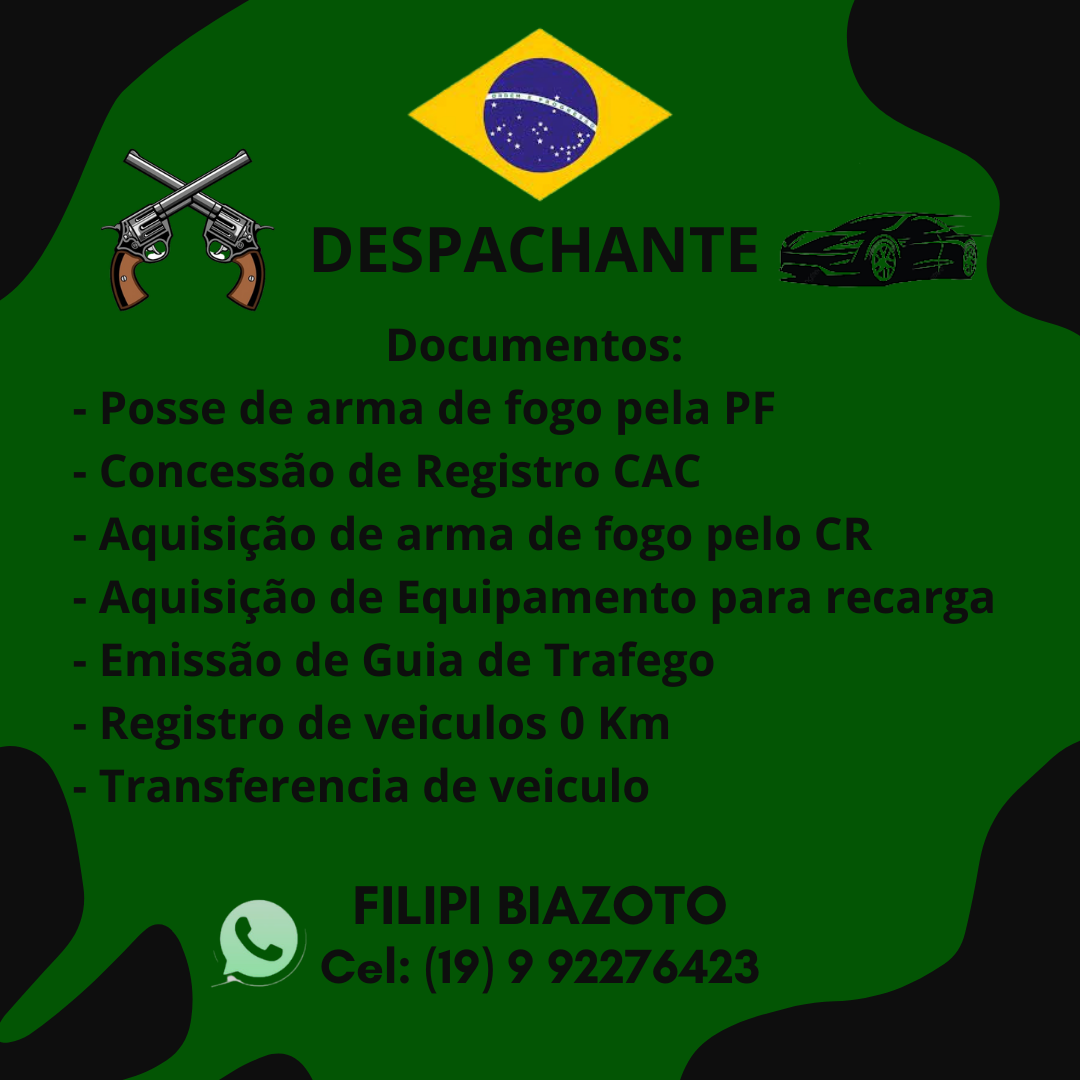 ORDEM E PROGRESSO
DESPACHANTE
Documentos:
- Posse de arma de fogo pela PF
- Concessão de Registro CAC
- Aquisição de arma de fogo pelo CR
- Aquisição de Equipamento para recarga
- Emissão de Guia de Trafego
- Registro de veiculos 0 Km
- Transferencia de veiculo
FILIPI BIAZOTO
Cel: (19) 9 92276423